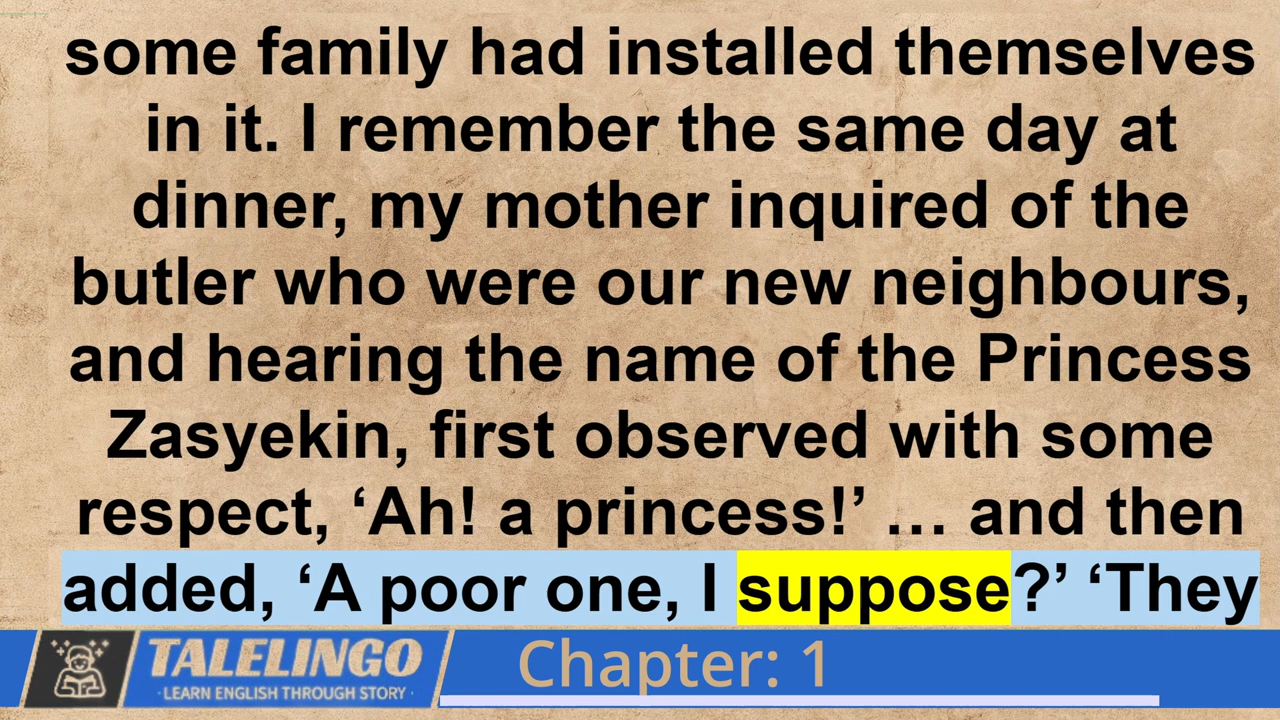 some family had installed themselves
in it. I remember the same day at
dinner, my mother inquired of the
butler who were our new neighbours,
and hearing the name of the Princess
Zasyekin, first observed with some
respect, ‘Ah! a princess!’ … and then
added, ‘A poor one, I suppose?’ ‘They
TALELINGO
·LEARN ENGLISH THROUGH STORY·
Chapter: 1